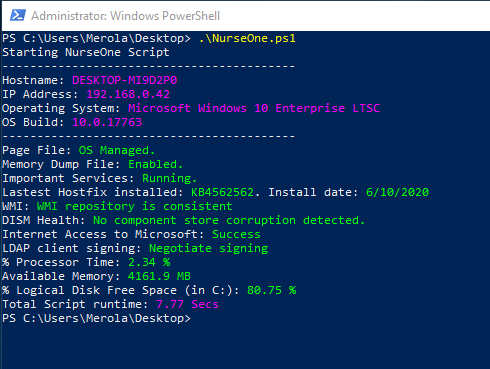 Administrator: Windows PowerShell
PS C:\Users\Merola\Desktop> .\NurseOne.ps1
Starting NurseOne Script
------------------------------------------
Hostname: DESKTOP-MI9D2P0
IP Address: 192.168.0.42
Operating System: Microsoft Windows 10 Enterprise LTSC
OS Build: 10.0.17763
------------------------------------------
Page File: OS Managed.
Memory Dump File: Enabled.
Important Services: Running.
Lastest Hostfix installed: KB4562562. Install date: 6/10/2020
WMI: WMI repository is consistent
DISM Health: No component store corruption detected.
Internet Access to Microsoft: Success
LDAP client signing: Negotiate signing
% Processor Time: 2.34 %
Available Memory: 4161.9 MB
% Logical Disk Free Space (in C:): 80.75 %
Total Script runtime: 7.77 Secs
PS C:\Users\Merola\Desktop>